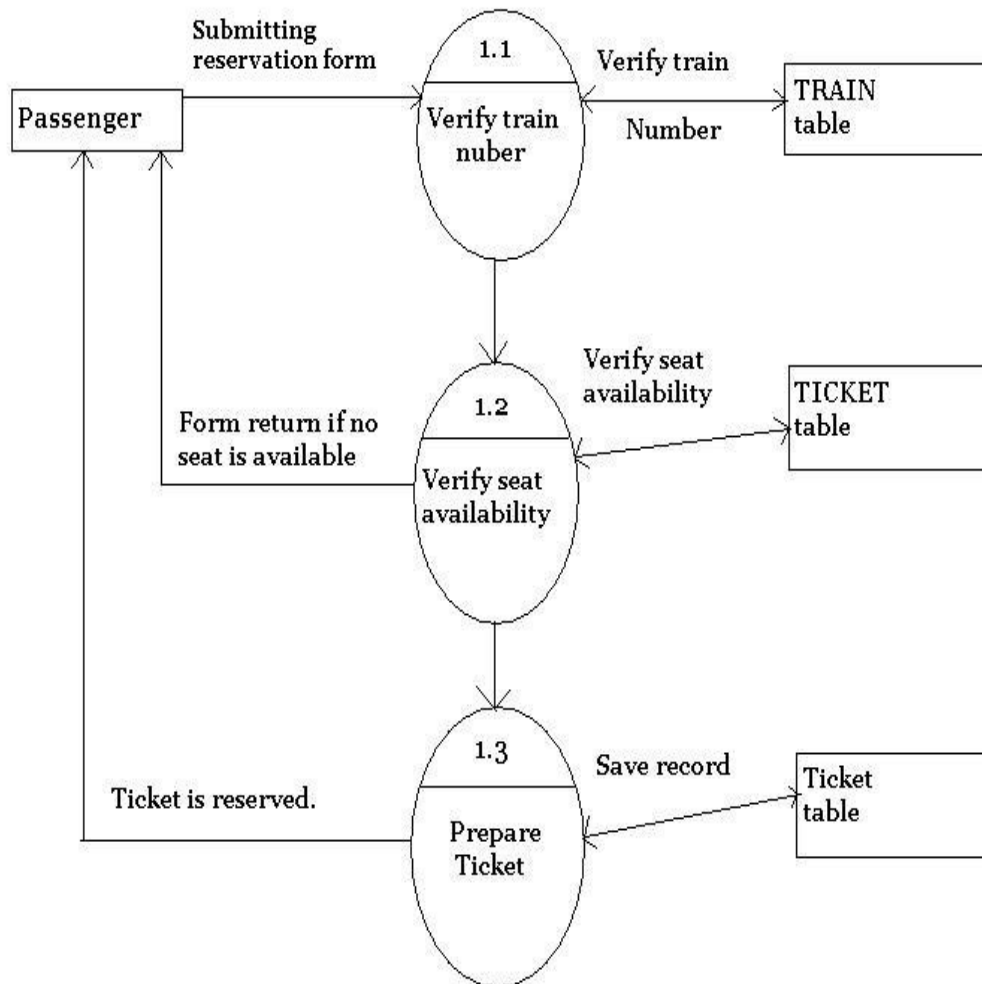 Submitting
reservation form
1.1
Verify train
TRAIN
table
Passenger
Verify train
nuber
Number
Verify seat
availability
TICKET
table
1.2
Form return if no
seat is available
Verify seat
availability
1.3
Save record
Ticket
table
Ticket is reserved.
Prepare
Ticket